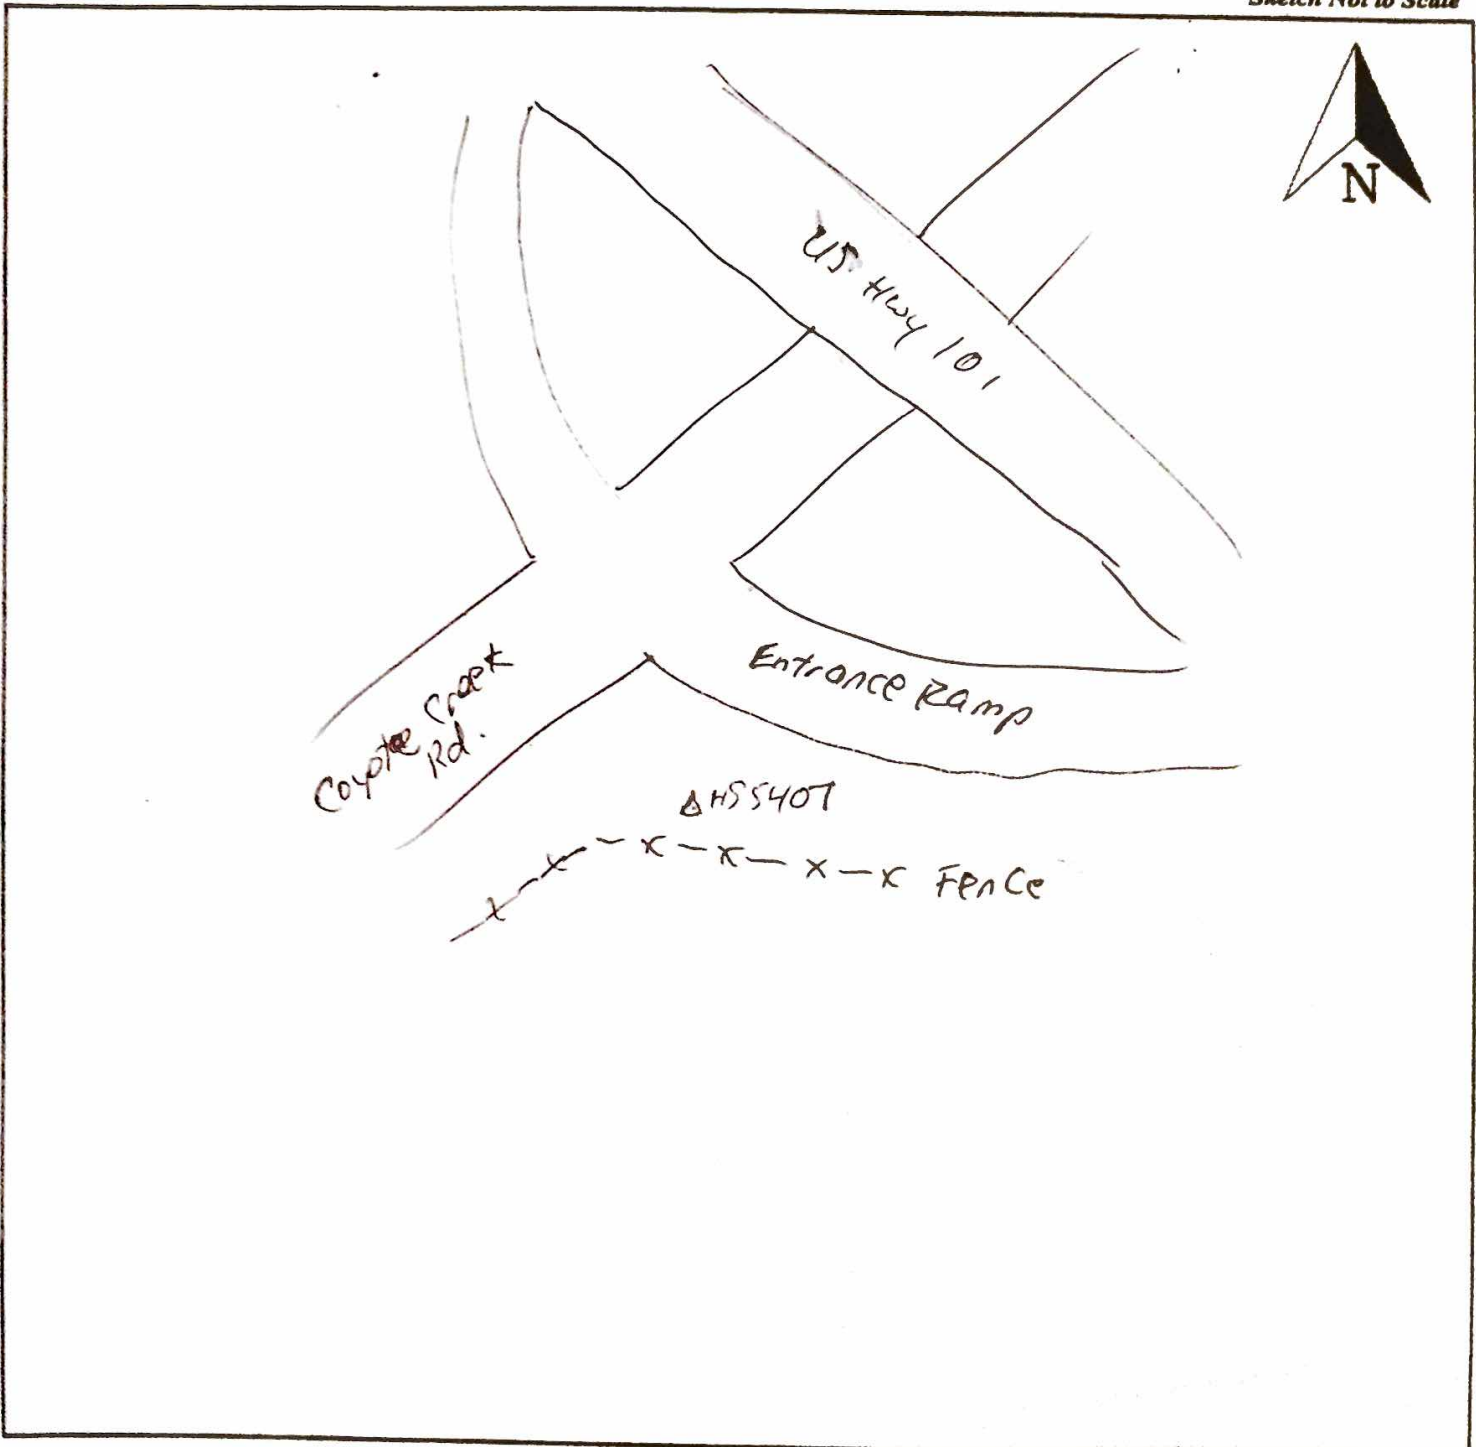 Sketch Not to Scale
N
US Hwy 101
Entrance Ramp
Coyote Creek
Rd.
Δ HS5407
Fence